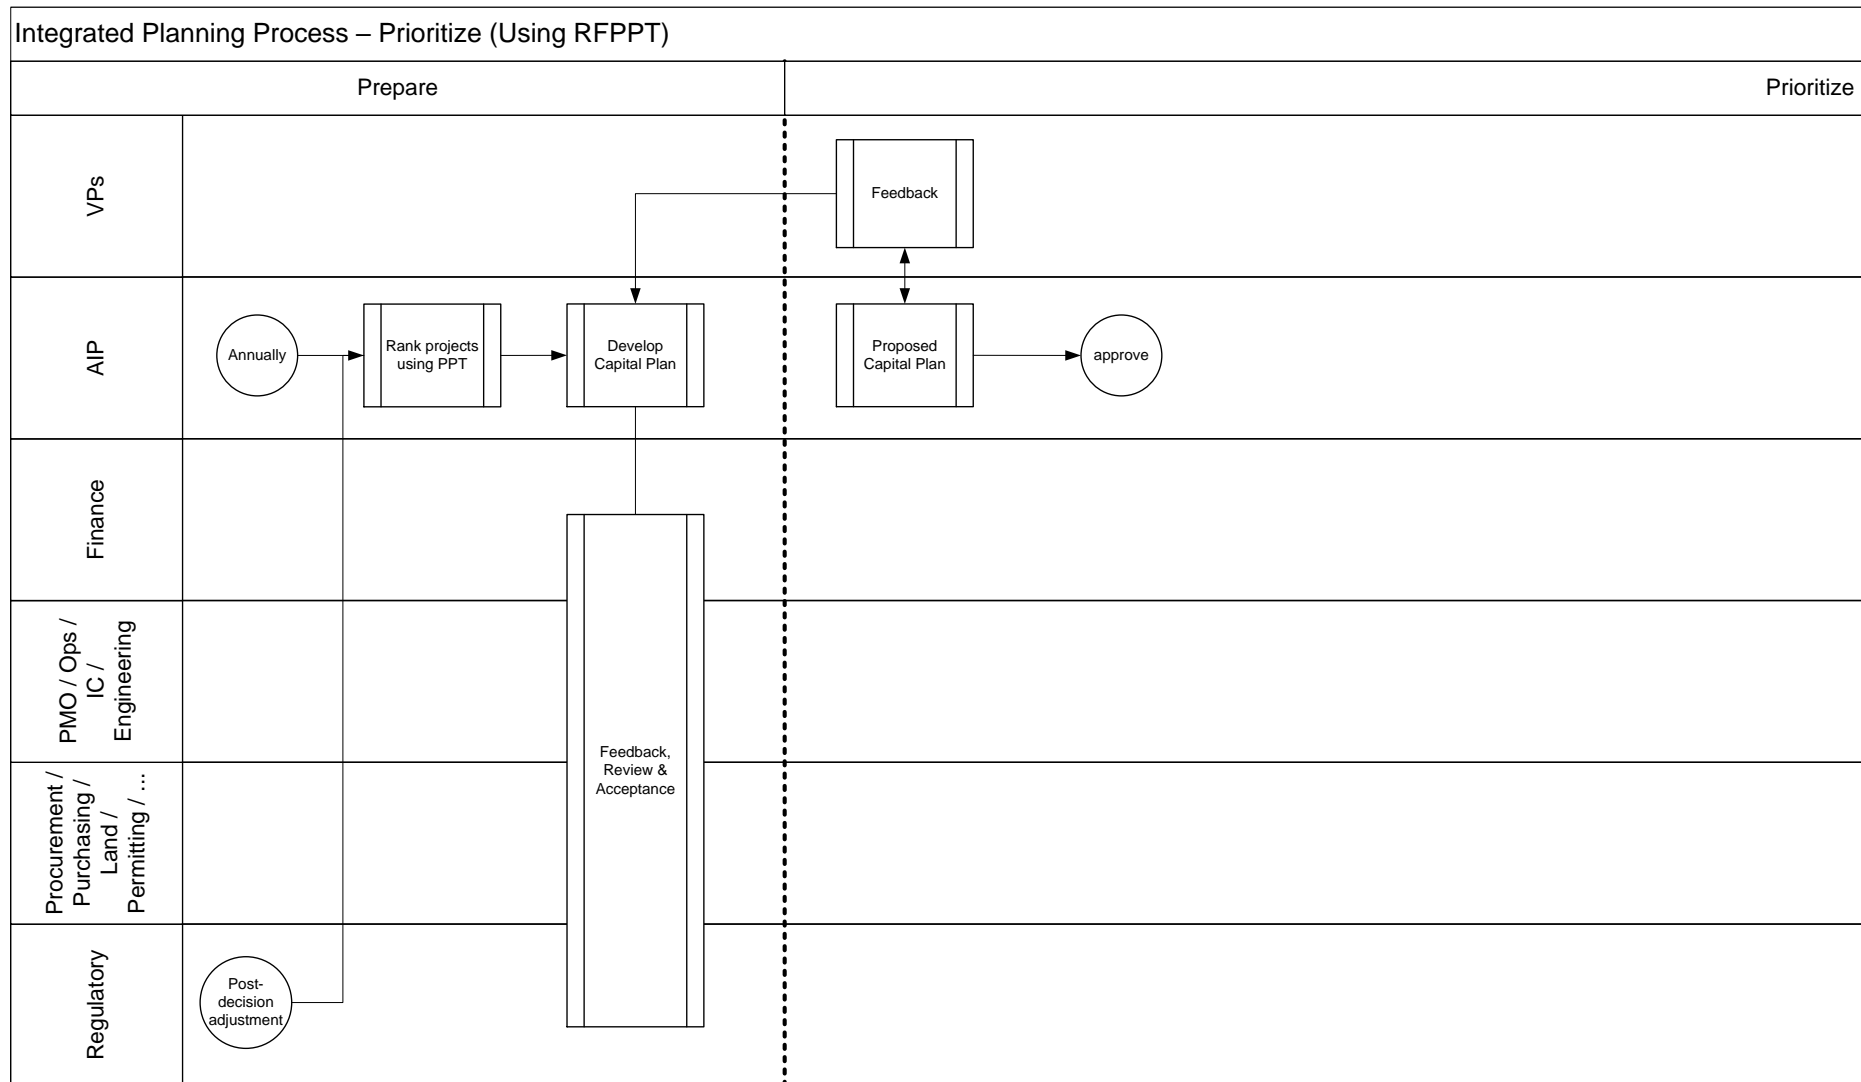 Integrated Planning Process – Prioritize (Using RFPPT)
Prepare
Prioritize
VPs
Feedback
AIP
Annually
Rank projects
using PPT
Develop
Capital Plan
Proposed
Capital Plan
approve
Finance
PMO / Ops /
IC /
Engineering
Feedback,
Review &
Acceptance
Procurement /
Purchasing /
Land /
Permitting / ...
Regulatory
Post-
decision
adjustment